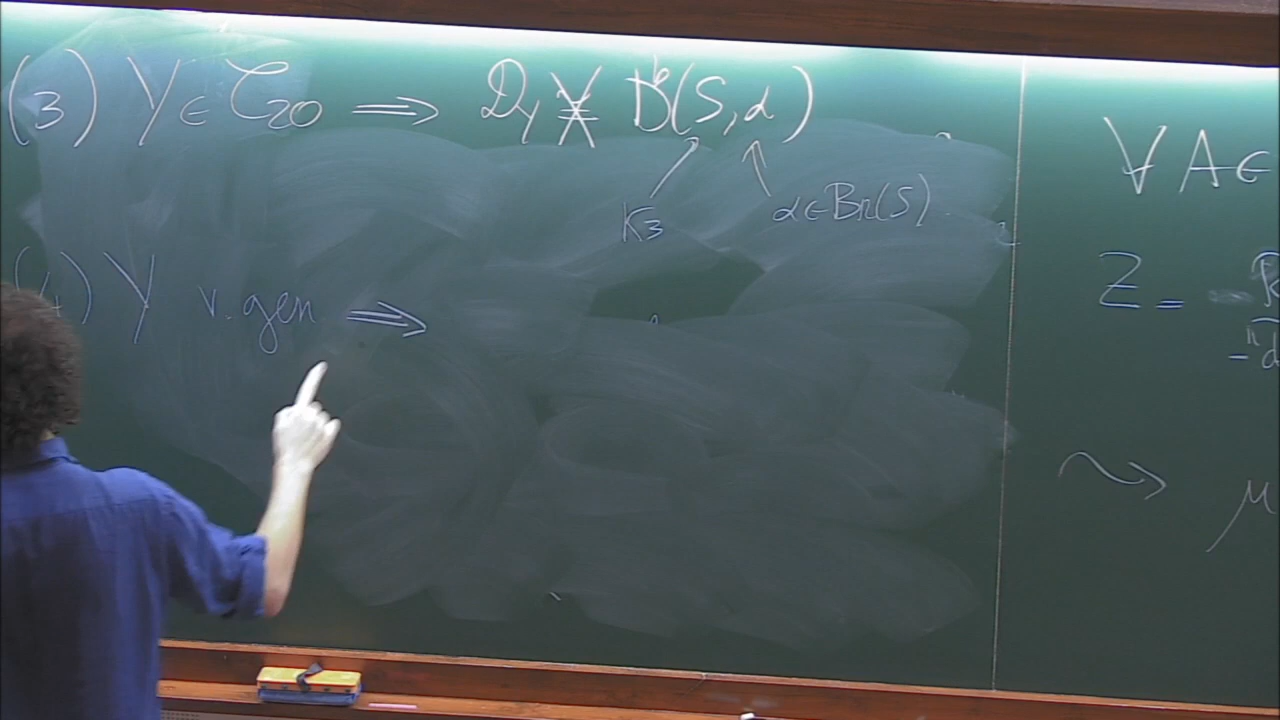 (3) Y ∈ C₂₀ ⟹ D_Y ≇ D^b(S, α)
K3
α ∈ Br(S)
(4) Y v. gen ⟹
∀ A ∈
Z =
μ